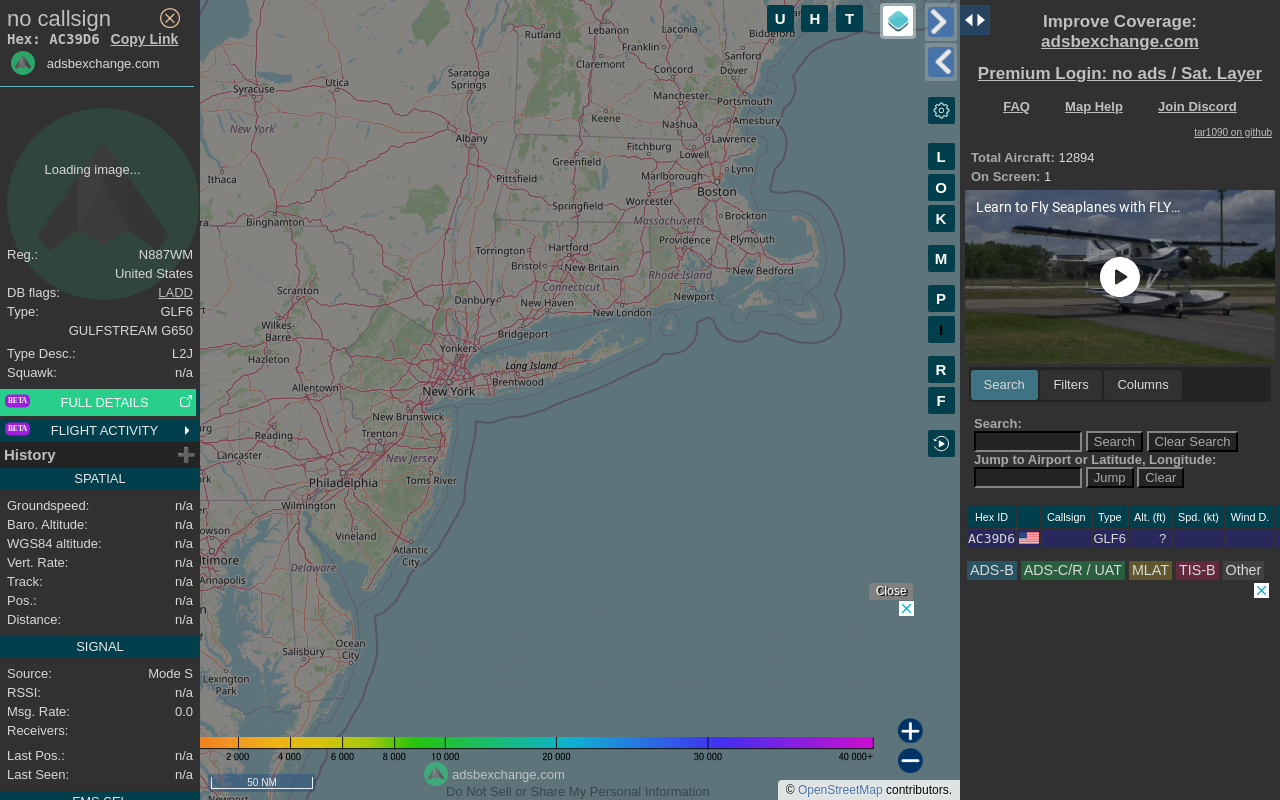 no callsign
Hex: AC39D6 Copy Link
adsbexchange.com
Loading image...
Reg.: N887WM
United States
DB flags: LADD
Type: GLF6
GULFSTREAM G650
Type Desc.: L2J
Squawk: n/a
BETA FULL DETAILS
BETA FLIGHT ACTIVITY
History
SPATIAL
Groundspeed: n/a
Baro. Altitude: n/a
WGS84 altitude: n/a
Vert. Rate: n/a
Track: n/a
Pos.: n/a
Distance: n/a
SIGNAL
Source: Mode S
RSSI: n/a
Msg. Rate: 0.0
Receivers:
Last Pos.: n/a
Last Seen: n/a
U H T
L
O
K
M
P
I
R
F
Rutland
Lebanon
Laconia
Franklin
Biddeford
Claremont
Sanford
Concord
Dover
Saratoga
Springs
Utica
Syracuse
Manchester
Portsmouth
Keene
Nashua
Amesbury
New York
Albany
Fitchburg
Lawrence
Greenfield
Lowell
Lynn
Ithaca
Pittsfield
Marlborough
Boston
Worcester
Springfield
Massachusetts
Brockton
Binghamton
Providence
Plymouth
Torrington
Hartford
Bristol
New Britain
Rhode Island
New Bedford
Connecticut
Scranton
Danbury
New Haven
Newport
New London
Wilkes-
Barre
Bridgeport
Yonkers
Hazleton
Long Island
Brentwood
Allentown
New York
New Brunswick
Reading
Trenton
Lancaster
New Jersey
Philadelphia
Toms River
Wilmington
Vineland
Atlantic
City
Annapolis
Delaware
Ocean
City
Salisbury
Lexington
Park
Close
2 000 4 000 6 000 8 000 10 000 20 000 30 000 40 000+
50 NM
adsbexchange.com
Do Not Sell or Share My Personal Information
© OpenStreetMap contributors.
Improve Coverage:
adsbexchange.com
Premium Login: no ads / Sat. Layer
FAQ Map Help Join Discord
tar1090 on github
Total Aircraft: 12894
On Screen: 1
Learn to Fly Seaplanes with FLY...
Search Filters Columns
Search:
Search Clear Search
Jump to Airport or Latitude, Longitude:
Jump Clear
Hex ID Callsign Type Alt. (ft) Spd. (kt) Wind D.
AC39D6 GLF6 ?
ADS-B ADS-C/R / UAT MLAT TIS-B Other